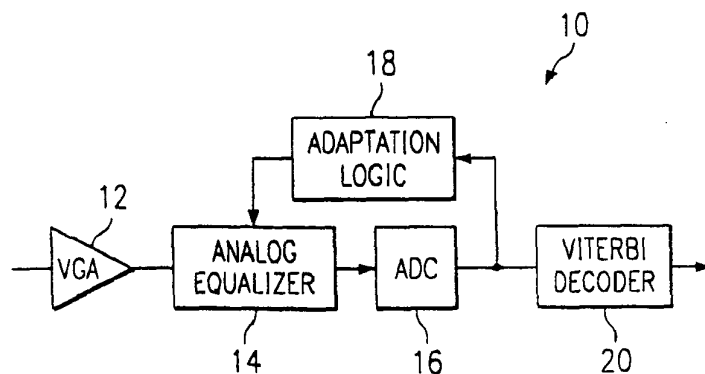 10
18
ADAPTATION
LOGIC
12
VGA
ANALOG
EQUALIZER
ADC
VITERBI
DECODER
14
16
20